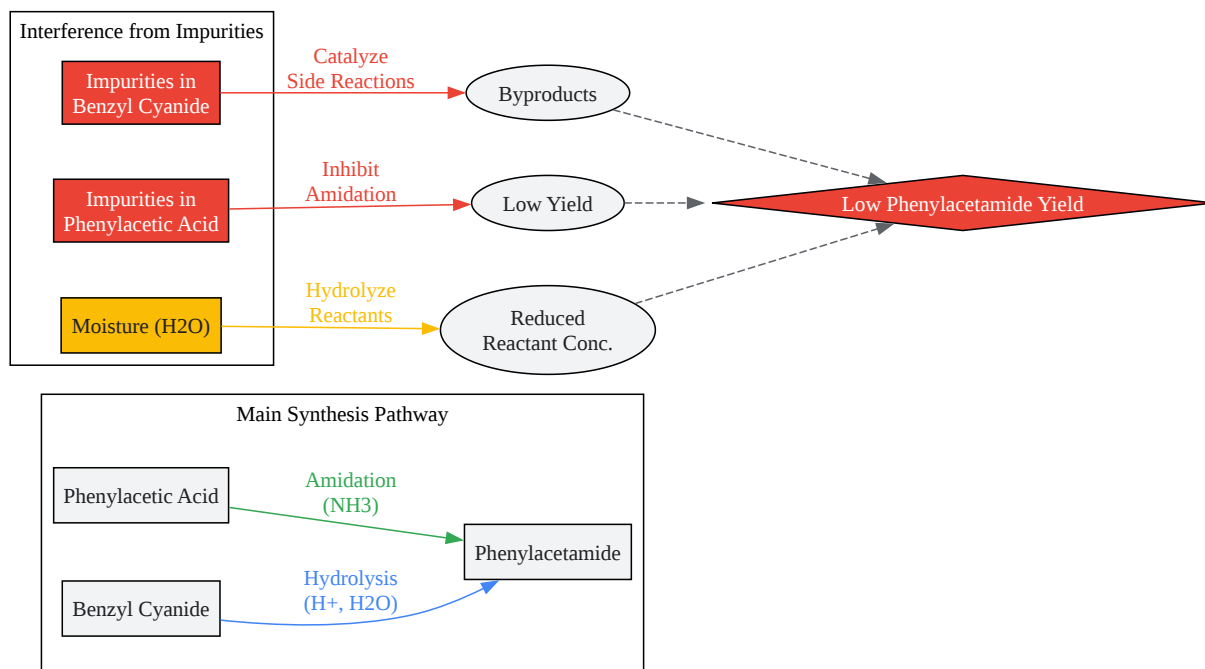 Interference from Impurities
Impurities in
Benzyl Cyanide
Catalyze
Side Reactions
Byproducts
Impurities in
Phenylacetic Acid
Inhibit
Amidation
Low Yield
Low Phenylacetamide Yield
Moisture (H2O)
Hydrolyze
Reactants
Reduced
Reactant Conc.
Main Synthesis Pathway
Phenylacetic Acid
Amidation
(NH3)
Phenylacetamide
Benzyl Cyanide
Hydrolysis
(H+, H2O)